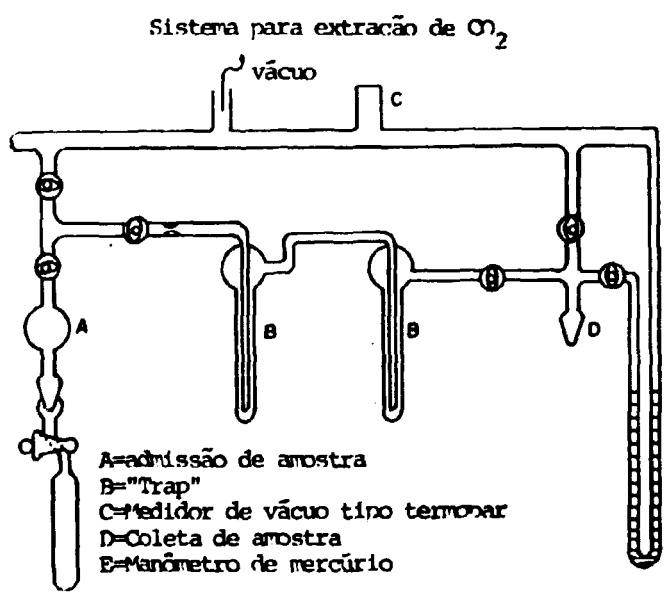 Sistema para extração de CO2
vácuo
C
A
B
B
D
A=admissão de amostra
B="Trap"
C=Medidor de vácuo tipo termopar
D=Coleta de amostra
E=Manômetro de mercúrio